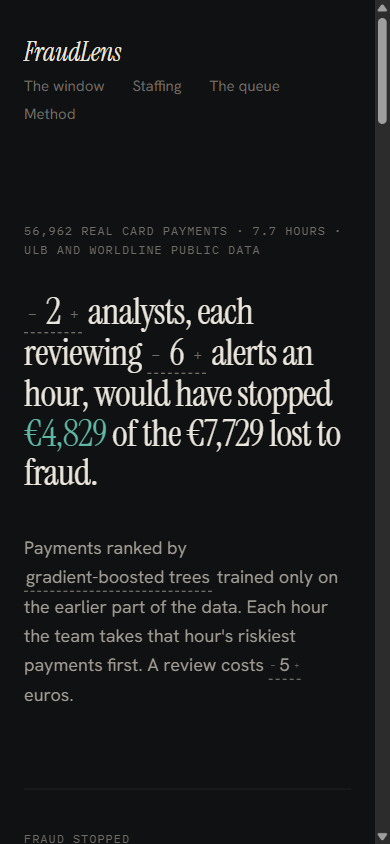 FraudLens
The window Staffing The queue
Method
56,962 REAL CARD PAYMENTS · 7.7 HOURS ·
ULB AND WORLDLINE PUBLIC DATA
− 2 + analysts, each
reviewing − 6 + alerts an
hour, would have stopped
€4,829 of the €7,729 lost to
fraud.
Payments ranked by
gradient-boosted trees trained only on
the earlier part of the data. Each hour
the team takes that hour's riskiest
payments first. A review costs - 5 +
euros.
FRAUD STOPPED